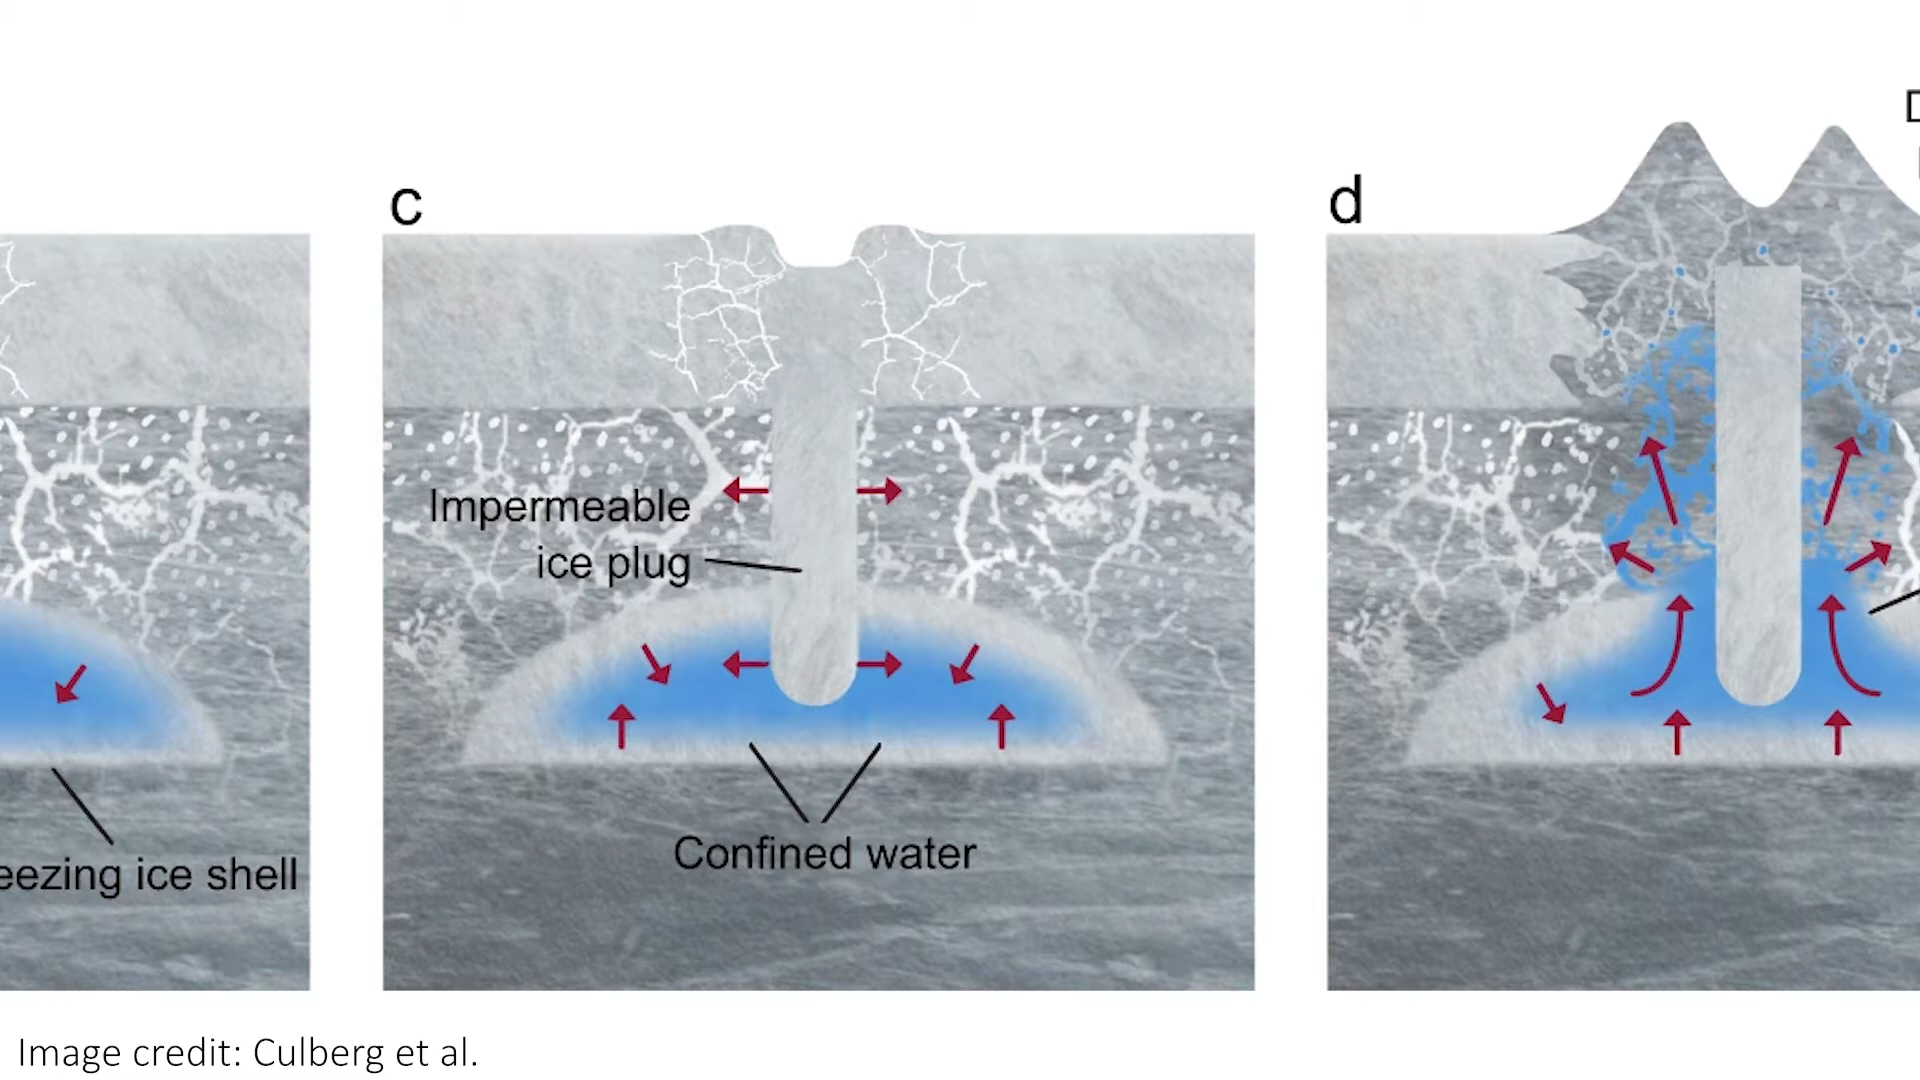 c
d
Impermeable
ice plug
Confined water
eezing ice shell
Image credit: Culberg et al.